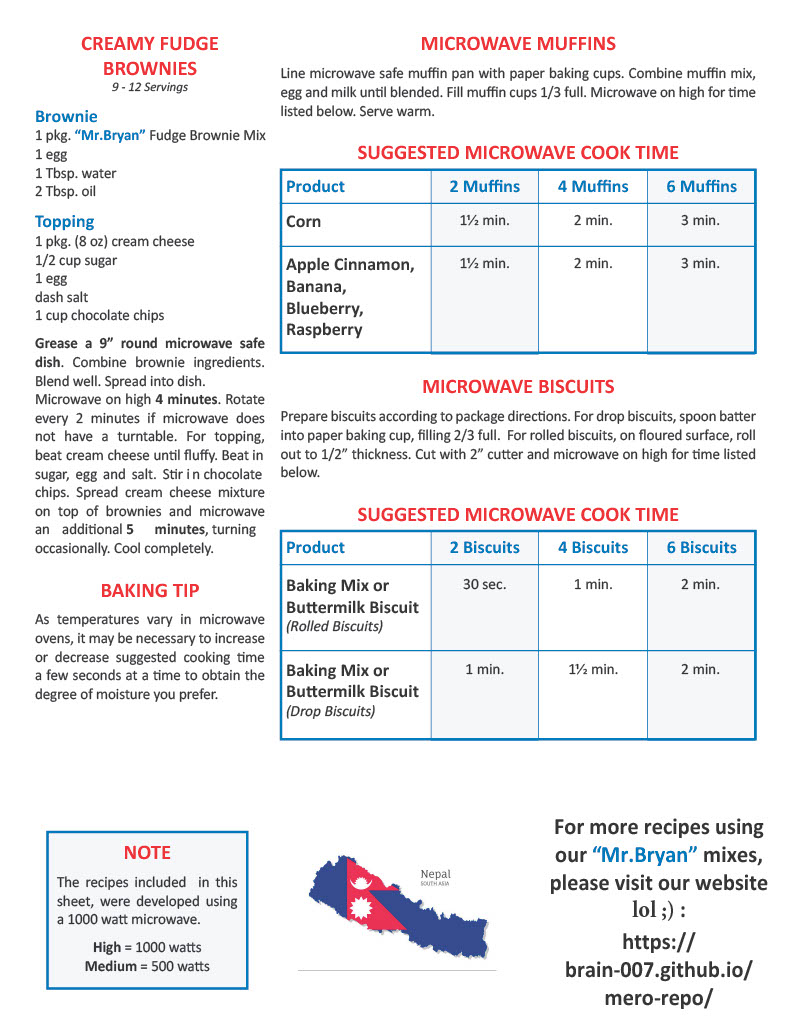 CREAMY FUDGE
BROWNIES
9 - 12 Servings
Brownie
1 pkg. “Mr.Bryan” Fudge Brownie Mix
1 egg
1 Tbsp. water
2 Tbsp. oil
Topping
1 pkg. (8 oz) cream cheese
1/2 cup sugar
1 egg
dash salt
1 cup chocolate chips
Grease a 9” round microwave safe
dish. Combine brownie ingredients.
Blend well. Spread into dish.
Microwave on high 4 minutes. Rotate
every 2 minutes if microwave does
not have a turntable. For topping,
beat cream cheese until fluffy. Beat in
sugar, egg and salt. Stir in chocolate
chips. Spread cream cheese mixture
on top of brownies and microwave
an additional 5 minutes, turning
occasionally. Cool completely.
BAKING TIP
As temperatures vary in microwave
ovens, it may be necessary to increase
or decrease suggested cooking time
a few seconds at a time to obtain the
degree of moisture you prefer.
MICROWAVE MUFFINS
Line microwave safe muffin pan with paper baking cups. Combine muffin mix,
egg and milk until blended. Fill muffin cups 1/3 full. Microwave on high for time
listed below. Serve warm.
SUGGESTED MICROWAVE COOK TIME
Product 2 Muffins 4 Muffins 6 Muffins
Corn 1½ min. 2 min. 3 min.
Apple Cinnamon, 1½ min. 2 min. 3 min.
Banana,
Blueberry,
Raspberry
MICROWAVE BISCUITS
Prepare biscuits according to package directions. For drop biscuits, spoon batter
into paper baking cup, filling 2/3 full. For rolled biscuits, on floured surface, roll
out to 1/2” thickness. Cut with 2” cutter and microwave on high for time listed
below.
SUGGESTED MICROWAVE COOK TIME
Product 2 Biscuits 4 Biscuits 6 Biscuits
Baking Mix or 30 sec. 1 min. 2 min.
Buttermilk Biscuit
(Rolled Biscuits)
Baking Mix or 1 min. 1½ min. 2 min.
Buttermilk Biscuit
(Drop Biscuits)
NOTE
The recipes included in this
sheet, were developed using
a 1000 watt microwave.
High = 1000 watts
Medium = 500 watts
Nepal
SOUTH ASIA
For more recipes using
our “Mr.Bryan” mixes,
please visit our website
lol ;) :
https://
brain-007.github.io/
mero-repo/